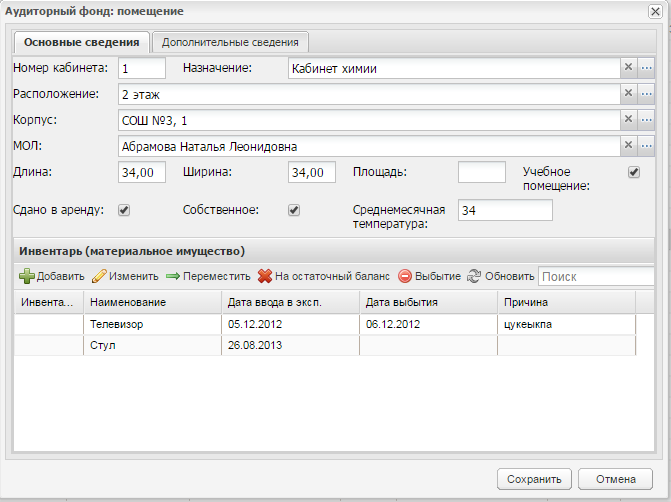 Аудиторный фонд: помещение
Основные сведения Дополнительные сведения
Номер кабинета: 1 Назначение: Кабинет химии
Расположение: 2 этаж
Корпус: СОШ №3, 1
МОЛ: Абрамова Наталья Леонидовна
Длина: 34,00 Ширина: 34,00 Площадь: Учебное помещение:
Сдано в аренду: Собственное: Среднемесячная температура: 34
Инвентарь (материальное имущество)
Добавить Изменить Переместить На остаточный баланс Выбытие Обновить Поиск
Инвента... Наименование Дата ввода в эксп. Дата выбытия Причина
Телевизор 05.12.2012 06.12.2012 цукеыкпа
Стул 26.08.2013
Сохранить Отмена